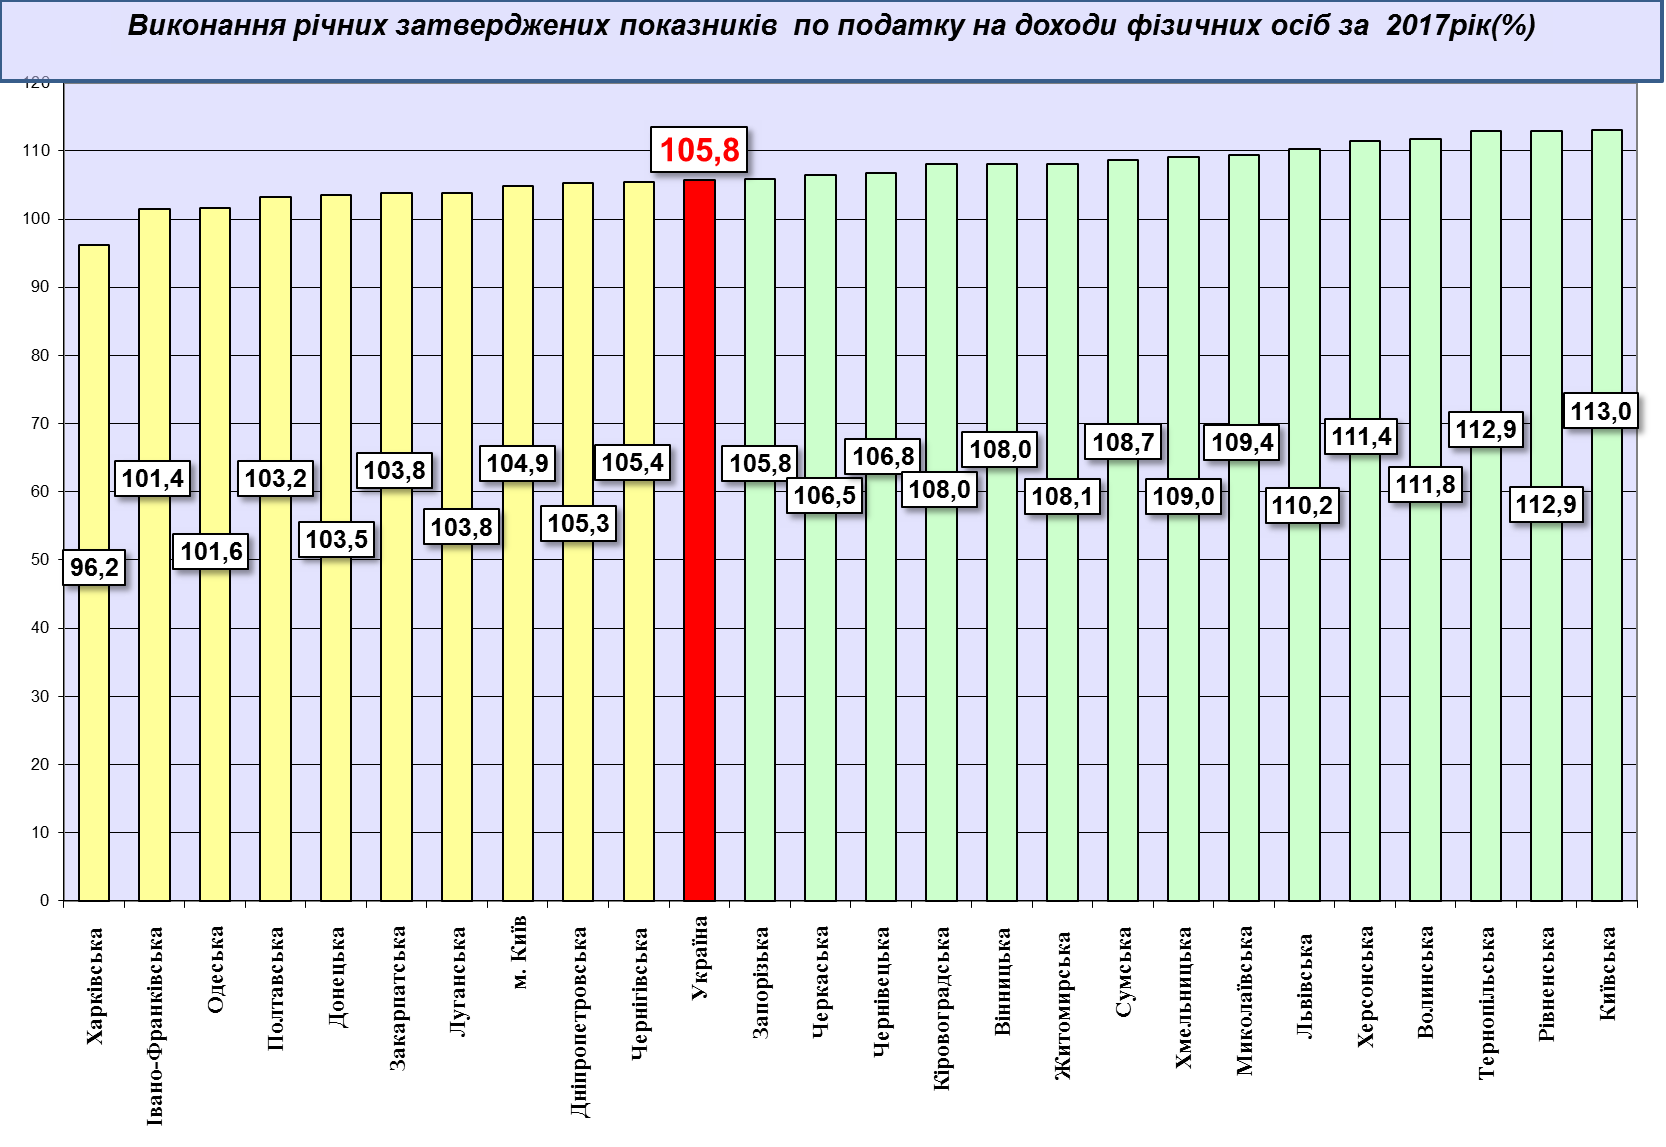 Виконання річних затверджених показників по податку на доходи фізичних осіб за 2017рік(%)
120
110
100
90
80
70
60
50
40
30
20
10
0
96,2
101,4
101,6
103,2
103,5
103,8
103,8
104,9
105,3
105,4
105,8
105,8
106,5
106,8
108,0
108,0
108,1
108,7
109,0
109,4
110,2
111,4
111,8
112,9
112,9
113,0
Харківська
Івано-Франківська
Одеська
Полтавська
Донецька
Закарпатська
Луганська
м. Київ
Дніпропетровська
Чернігівська
Україна
Запорізька
Черкаська
Чернівецька
Кіровоградська
Вінницька
Житомирська
Сумська
Хмельницька
Миколаївська
Львівська
Херсонська
Волинська
Тернопільська
Рівненська
Київська